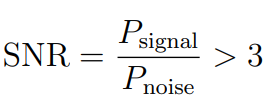 SNR = P_signal / P_noise > 3